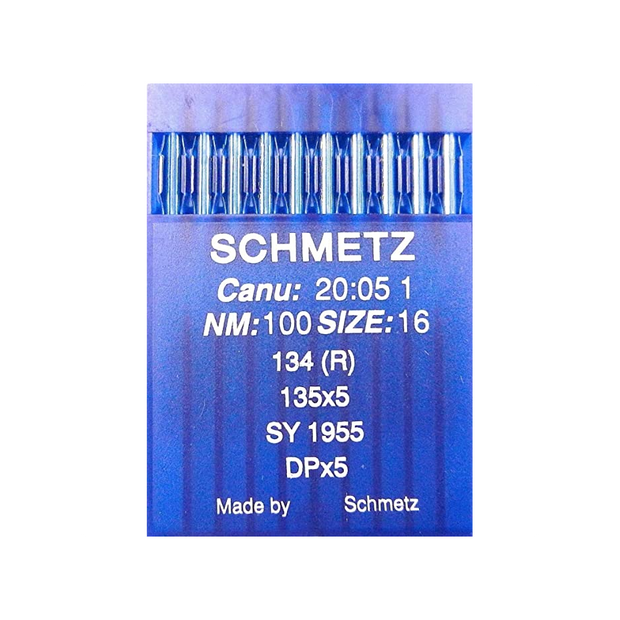 SCHMETZ
Canu: 20:05 1
NM:100 SIZE:16
134 (R)
135x5
SY 1955
DPx5
Made by Schmetz